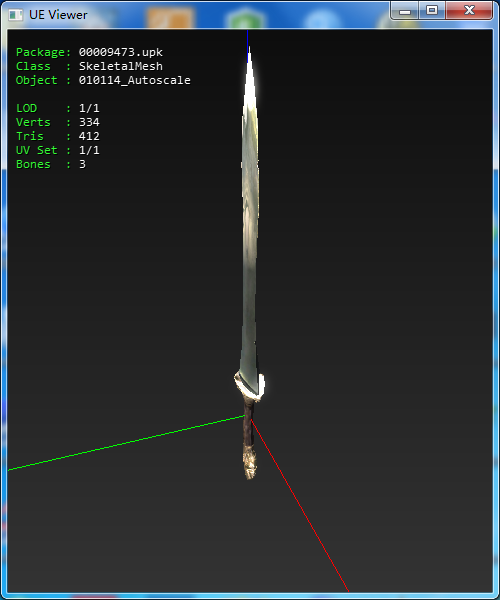 UE Viewer
Package: 00009473.upk
Class : SkeletalMesh
Object : 010114_Autoscale
LOD : 1/1
Verts : 334
Tris : 412
UV Set : 1/1
Bones : 3